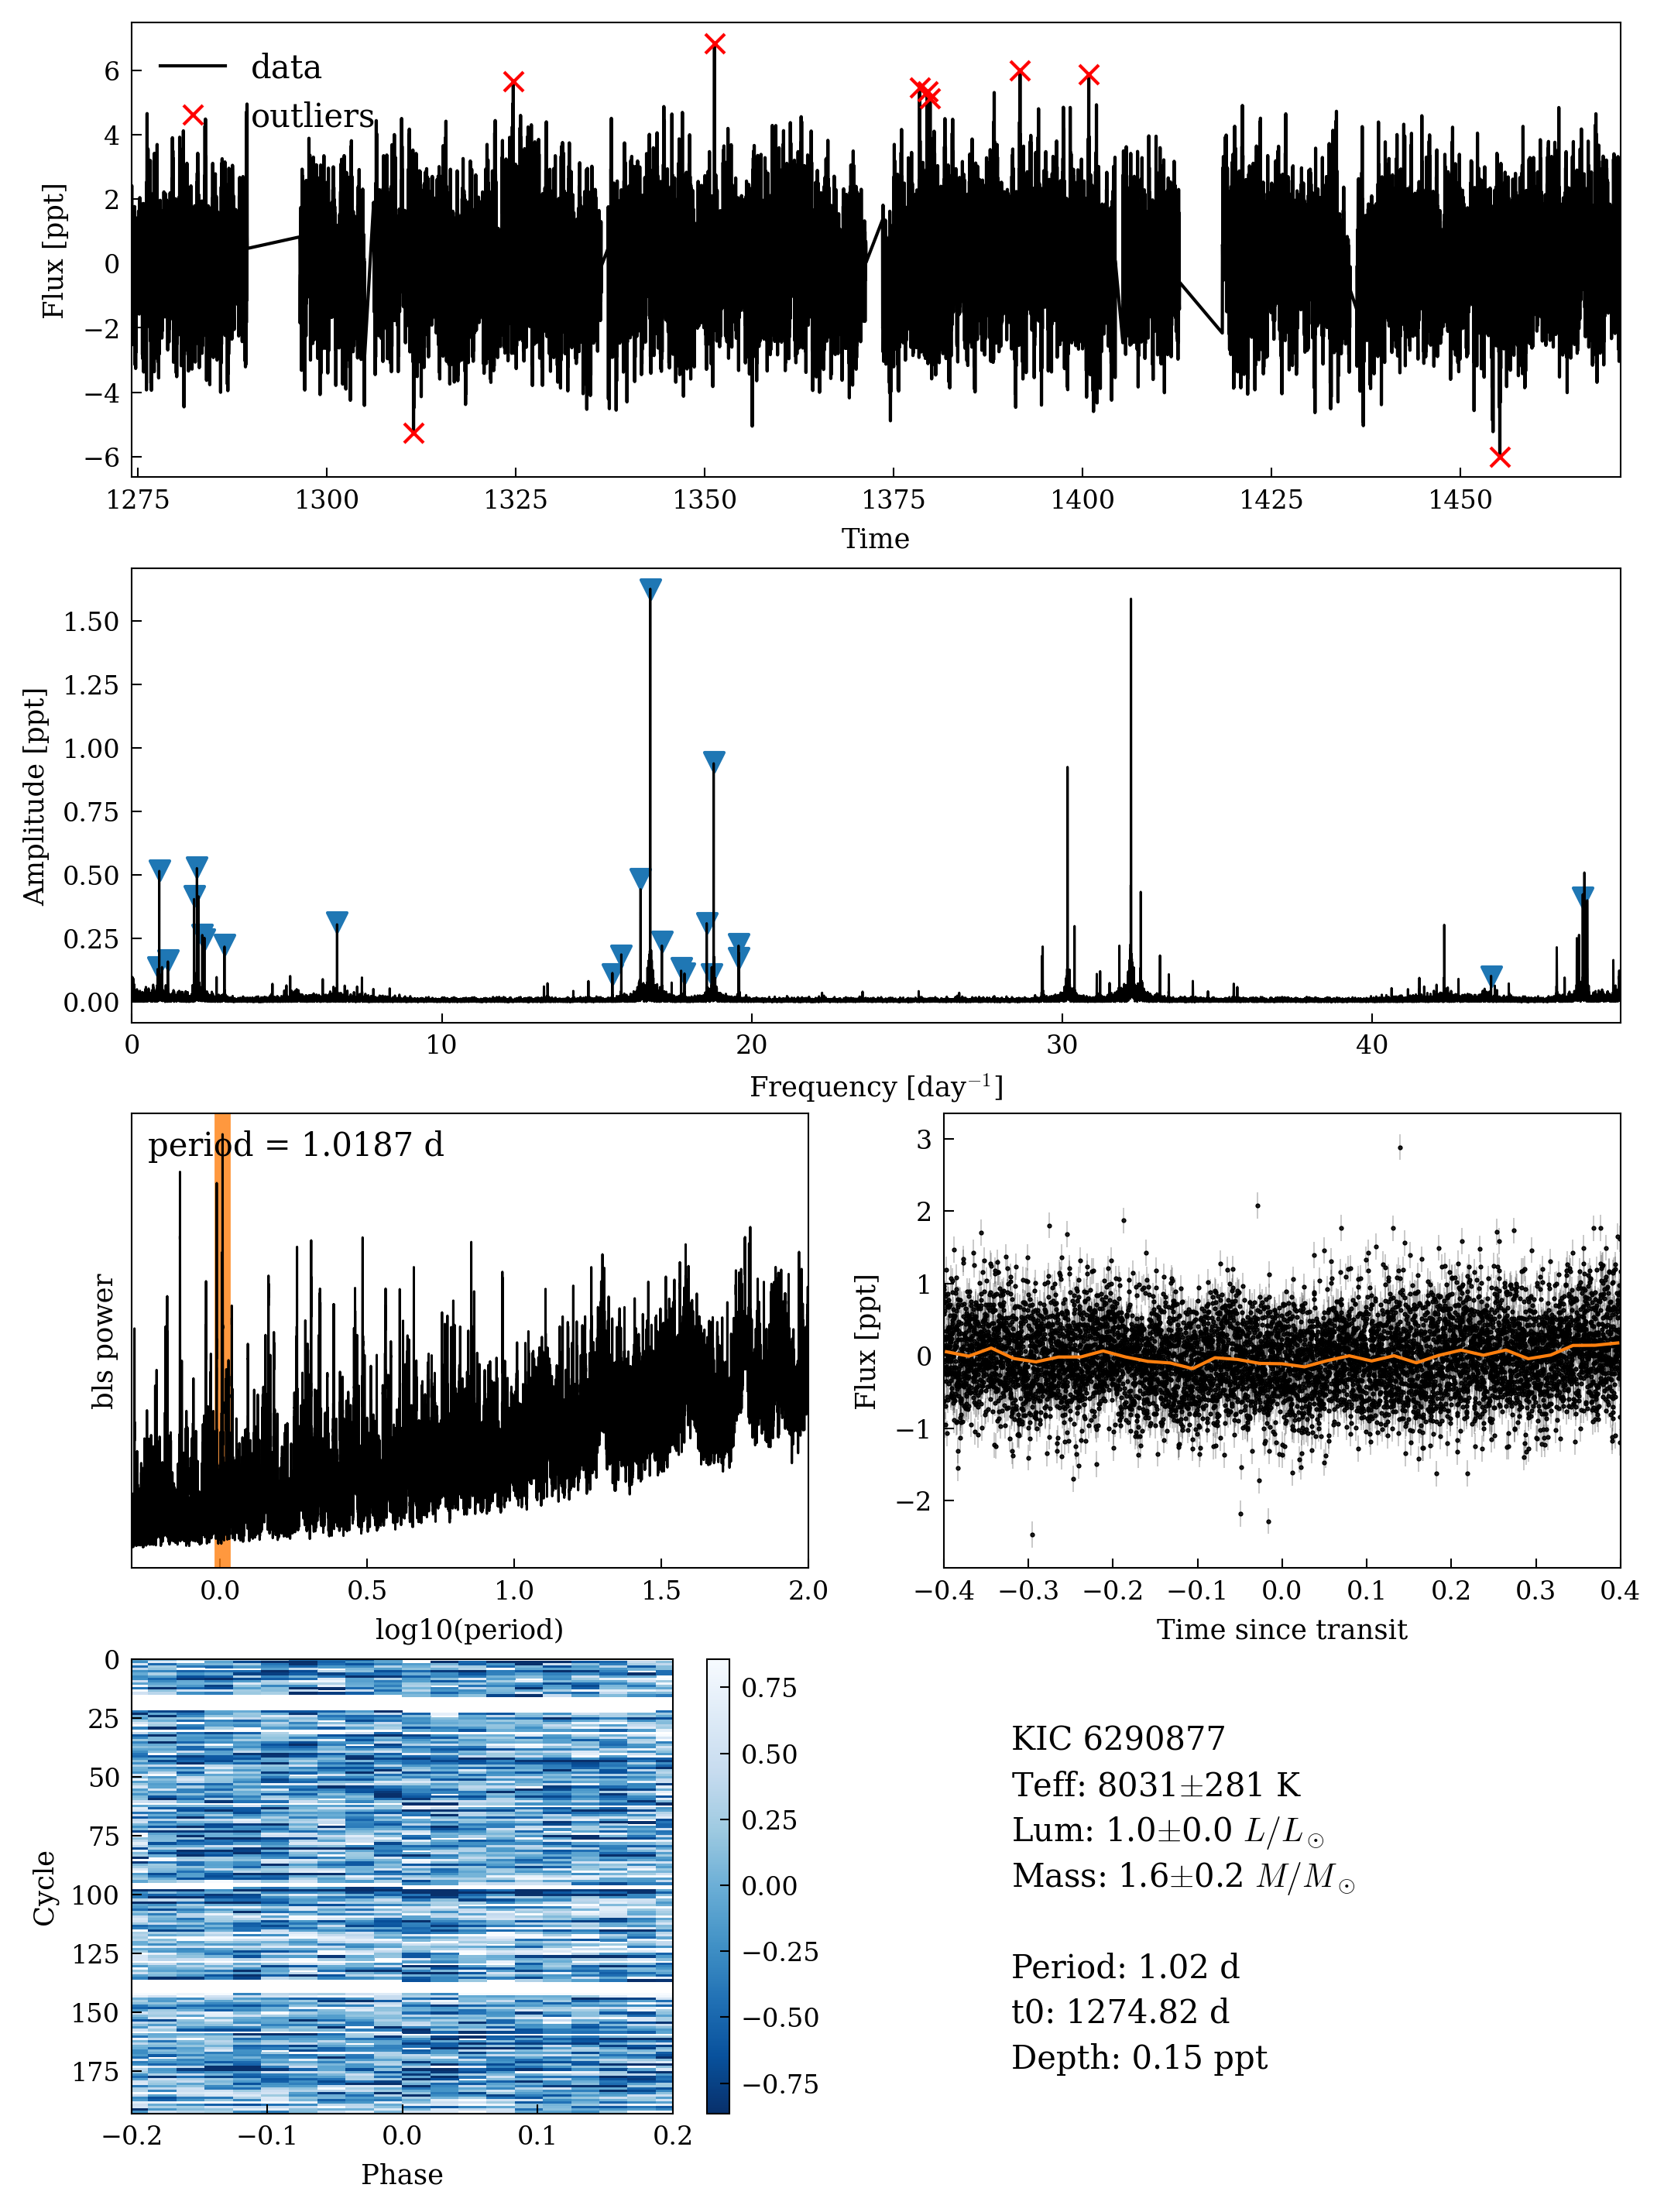 data
outliers
6
4
2
0
−2
−4
−6
Flux [ppt]
1275 1300 1325 1350 1375 1400 1425 1450
Time
1.50
1.25
1.00
0.75
0.50
0.25
0.00
Amplitude [ppt]
0 10 20 30 40
Frequency [day⁻¹]
period = 1.0187 d
bls power
0.0 0.5 1.0 1.5 2.0
log10(period)
3
2
1
0
−1
−2
Flux [ppt]
−0.4 −0.3 −0.2 −0.1 0.0 0.1 0.2 0.3 0.4
Time since transit
0
25
50
75
100
125
150
175
Cycle
−0.2 −0.1 0.0 0.1 0.2
Phase
0.75
0.50
0.25
0.00
−0.25
−0.50
−0.75
KIC 6290877
Teff: 8031±281 K
Lum: 1.0±0.0 L/L☉
Mass: 1.6±0.2 M/M☉
Period: 1.02 d
t0: 1274.82 d
Depth: 0.15 ppt